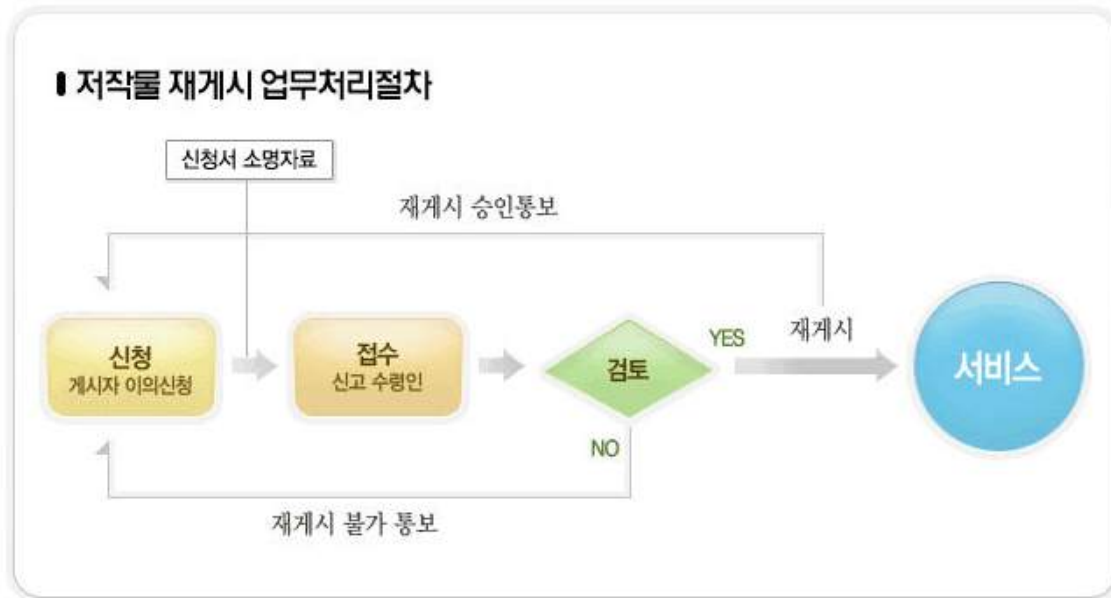 저작물 재게시 업무처리절차
신청서 소명자료
재게시 승인통보
신청
게시자 이의신청
접수
신고 수령인
검토
YES
재게시
서비스
NO
재게시 불가 통보